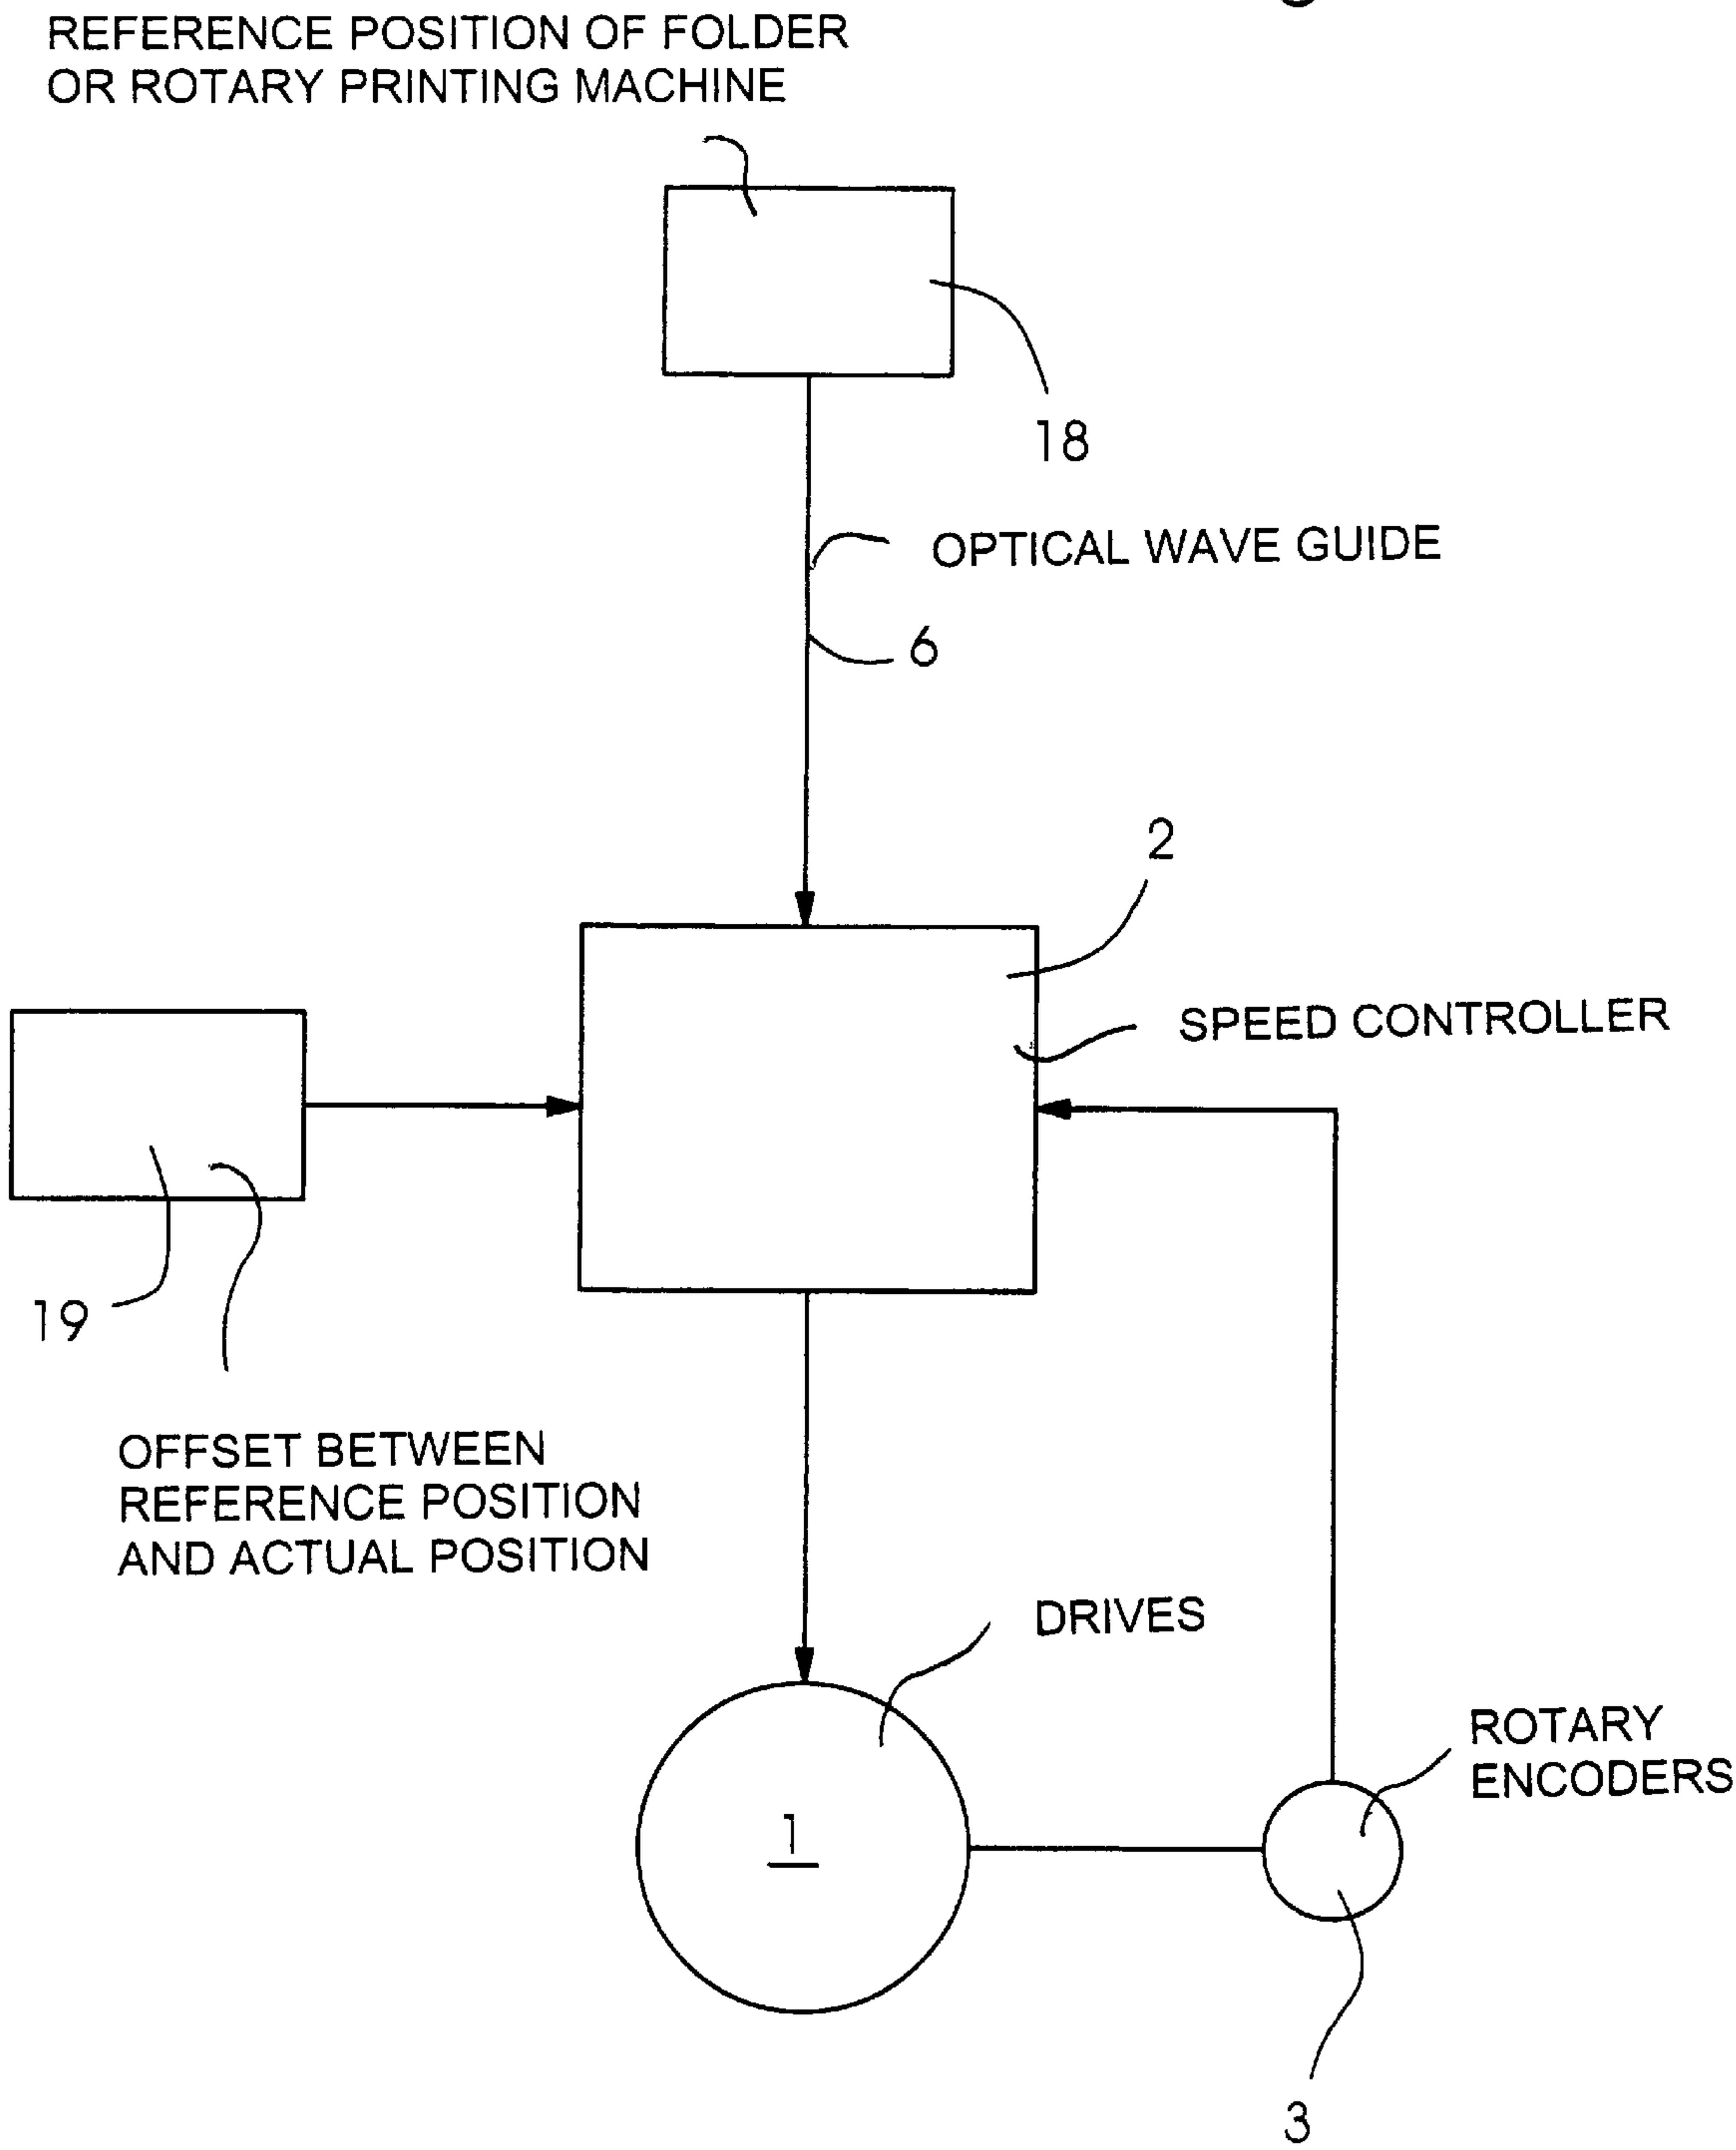 REFERENCE POSITION OF FOLDER
OR ROTARY PRINTING MACHINE
18
OPTICAL WAVE GUIDE
6
2
SPEED CONTROLLER
19
OFFSET BETWEEN
REFERENCE POSITION
AND ACTUAL POSITION
DRIVES
ROTARY
ENCODERS
1
3